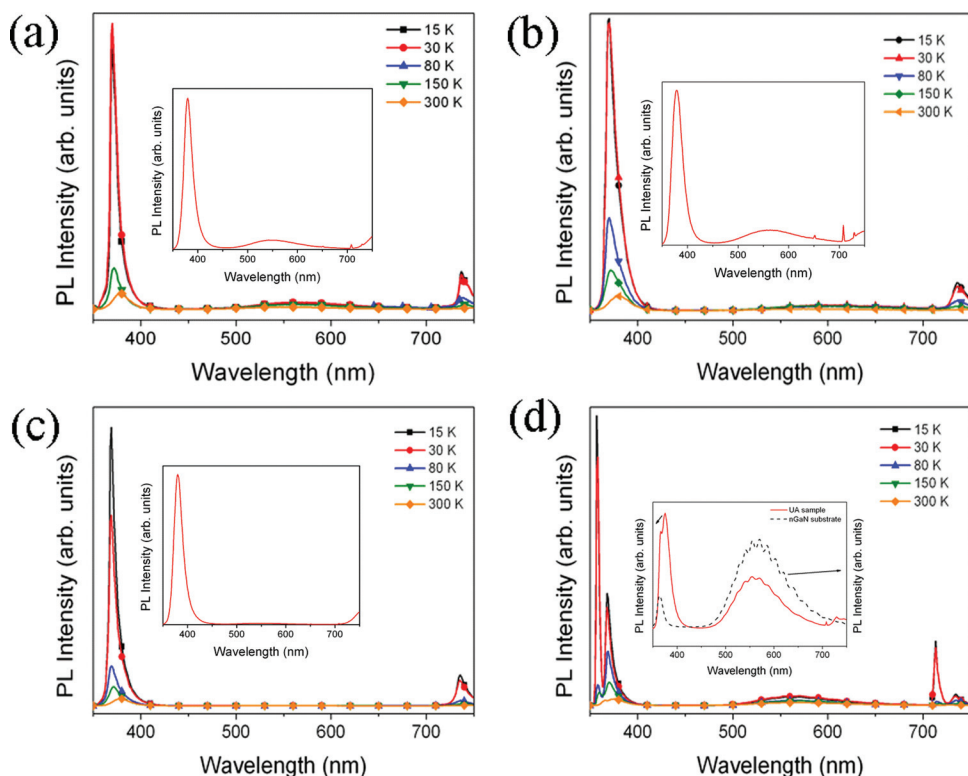 (a)
PL Intensity (arb. units)
15 K
30 K
80 K
150 K
300 K
PL Intensity (arb. units)
400 500 600 700
Wavelength (nm)
400 500 600 700
Wavelength (nm)
(b)
PL Intensity (arb. units)
15 K
30 K
80 K
150 K
300 K
PL Intensity (arb. units)
400 500 600 700
Wavelength (nm)
400 500 600 700
Wavelength (nm)
(c)
PL Intensity (arb. units)
15 K
30 K
80 K
150 K
300 K
PL Intensity (arb. units)
400 500 600 700
Wavelength (nm)
400 500 600 700
Wavelength (nm)
(d)
PL Intensity (arb. units)
15 K
30 K
80 K
150 K
300 K
UA sample
nGaN substrate
PL Intensity (arb. units)
PL Intensity (arb. units)
350 400 450 500 550 600 650 700 750
Wavelength (nm)
400 500 600 700
Wavelength (nm)